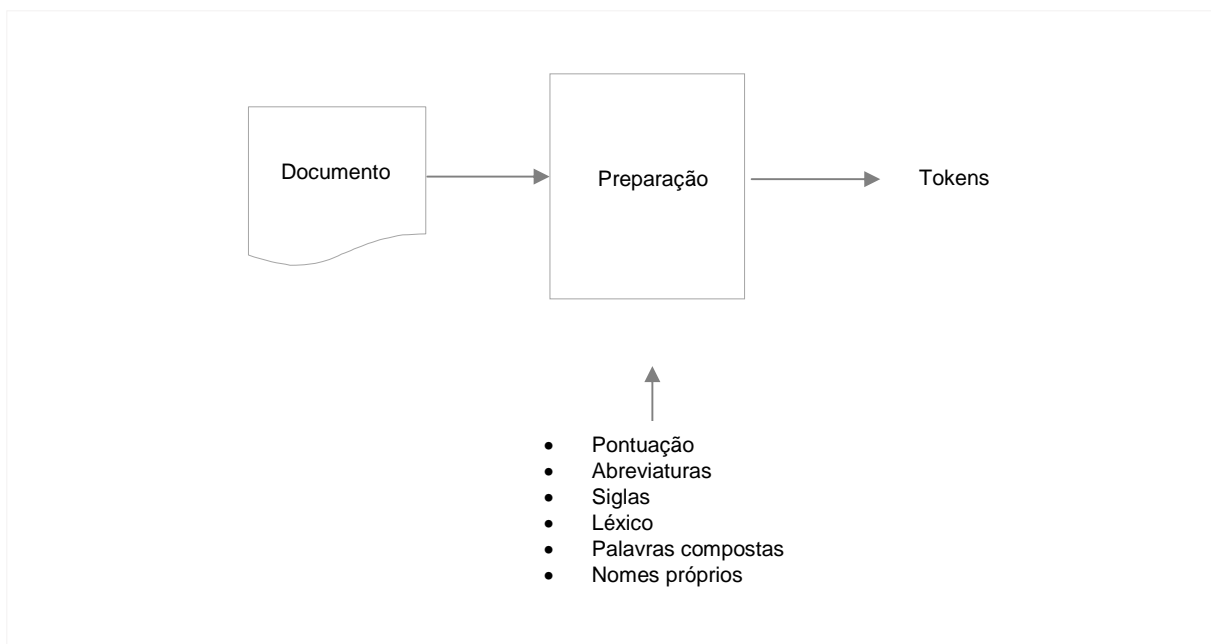 Documento
Preparação
Tokens
• Pontuação
• Abreviaturas
• Siglas
• Léxico
• Palavras compostas
• Nomes próprios